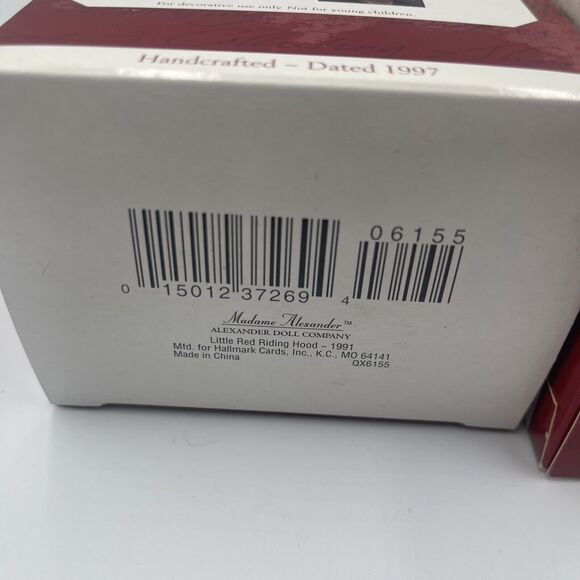 For decorative use only. Not for young children.
Handcrafted ~ Dated 1997
06155
0 15012 37269 4
Madame Alexander™
ALEXANDER DOLL COMPANY
Little Red Riding Hood ~ 1991
Mfd. for Hallmark Cards, Inc., K.C., MO 64141
Made in China QX6155